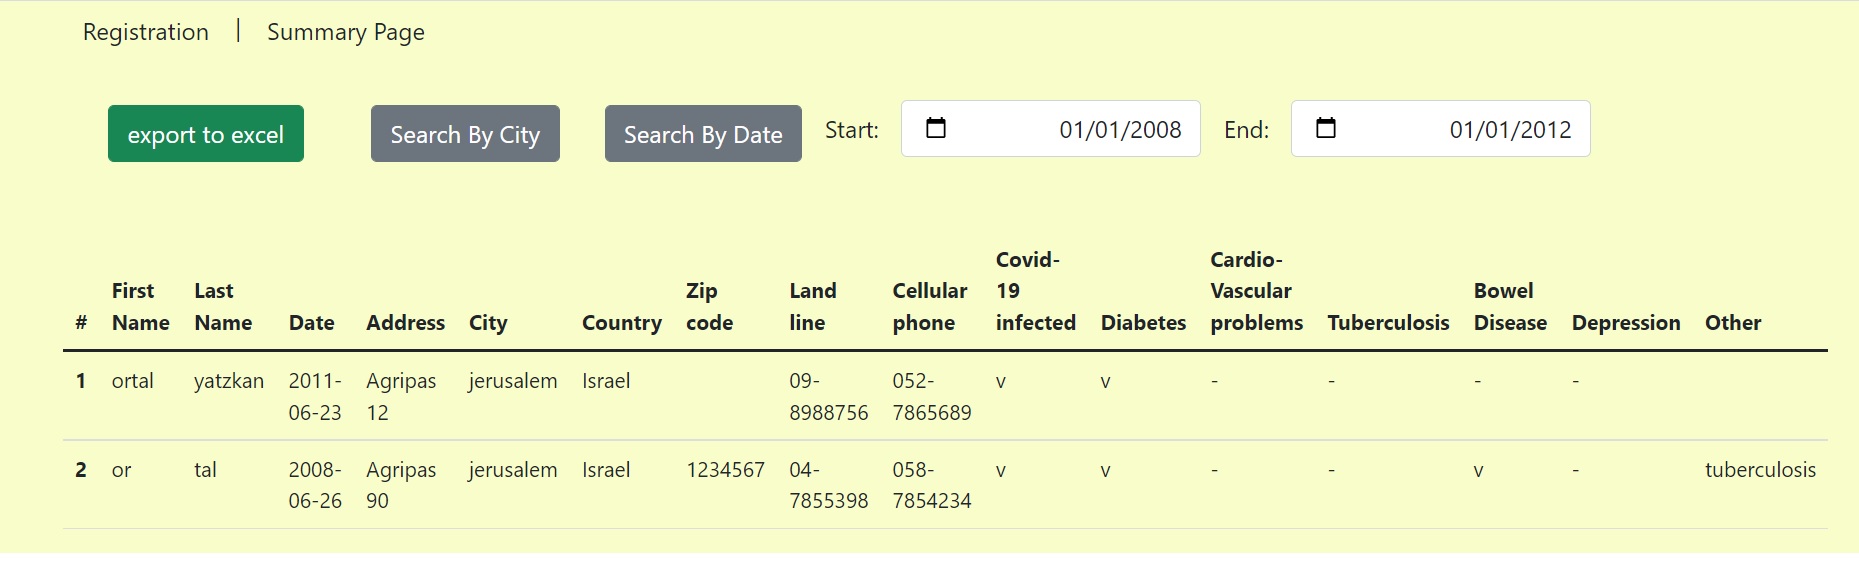 Registration | Summary Page
export to excel Search By City Search By Date Start: 01/01/2008 End: 01/01/2012
Covid- Cardio-
First Last Zip Land Cellular 19 Vascular Bowel
# Name Name Date Address City Country code line phone infected Diabetes problems Tuberculosis Disease Depression Other
1 ortal yatzkan 2011- Agripas jerusalem Israel 09- 052- v v - - - -
06-23 12 8988756 7865689
2 or tal 2008- Agripas jerusalem Israel 1234567 04- 058- v v - - v - tuberculosis
06-26 90 7855398 7854234